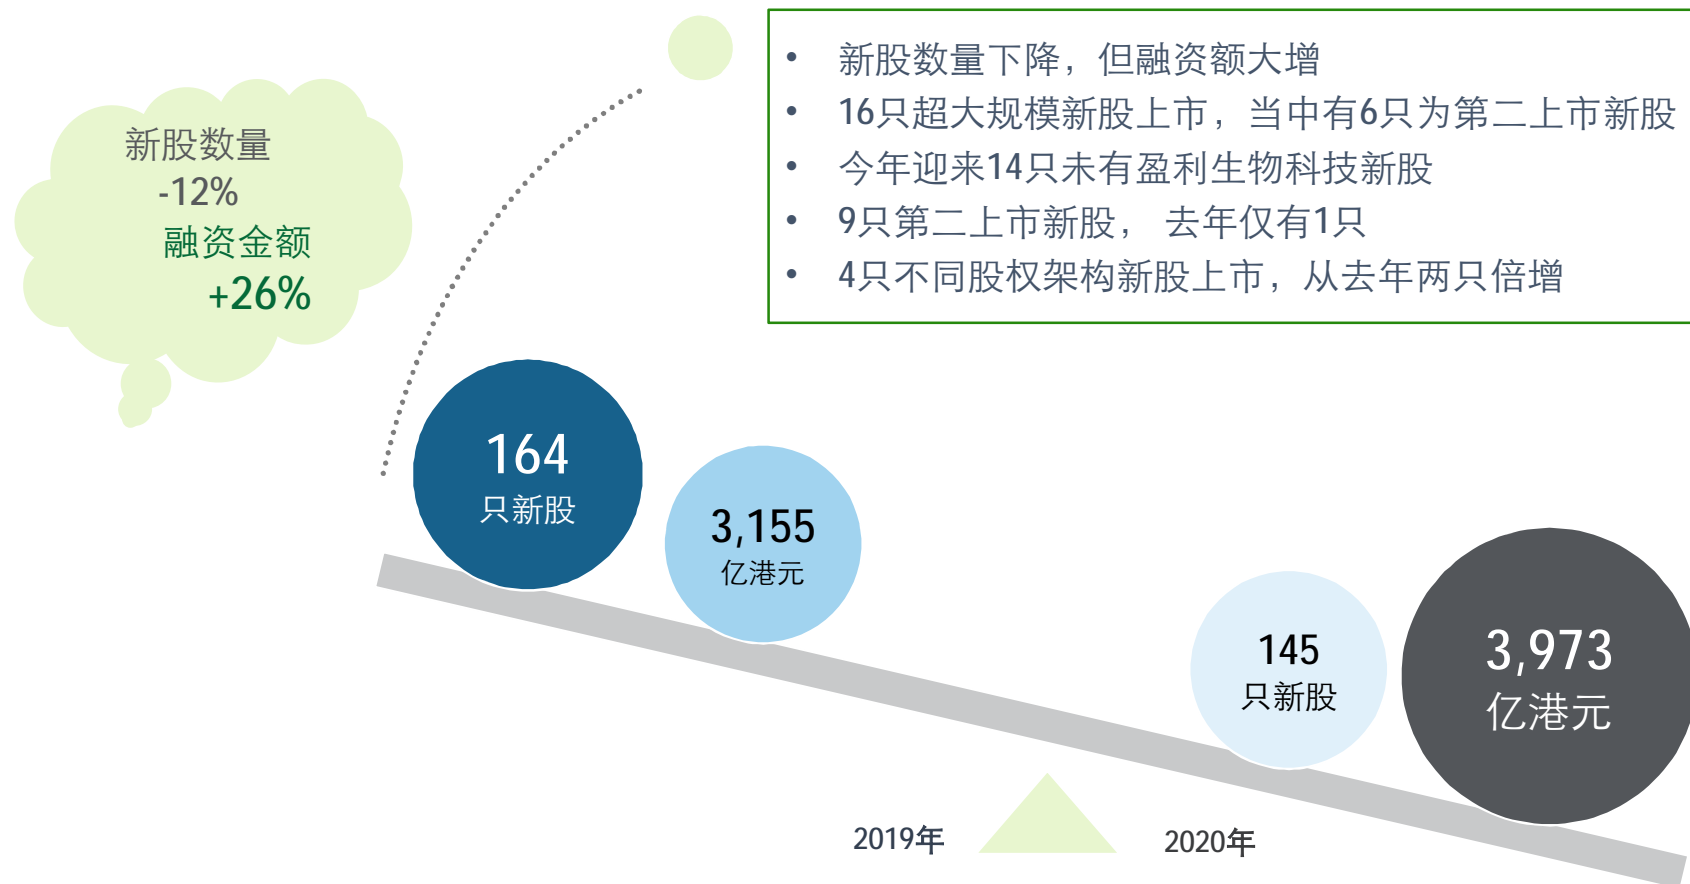 新股数量
-12%
融资金额
+26%
• 新股数量下降，但融资额大增
• 16只超大规模新股上市，当中有6只为第二上市新股
• 今年迎来14只未有盈利生物科技新股
• 9只第二上市新股， 去年仅有1只
• 4只不同股权架构新股上市，从去年两只倍增
164
只新股
3,155
亿港元
145
只新股
3,973
亿港元
2019年
2020年